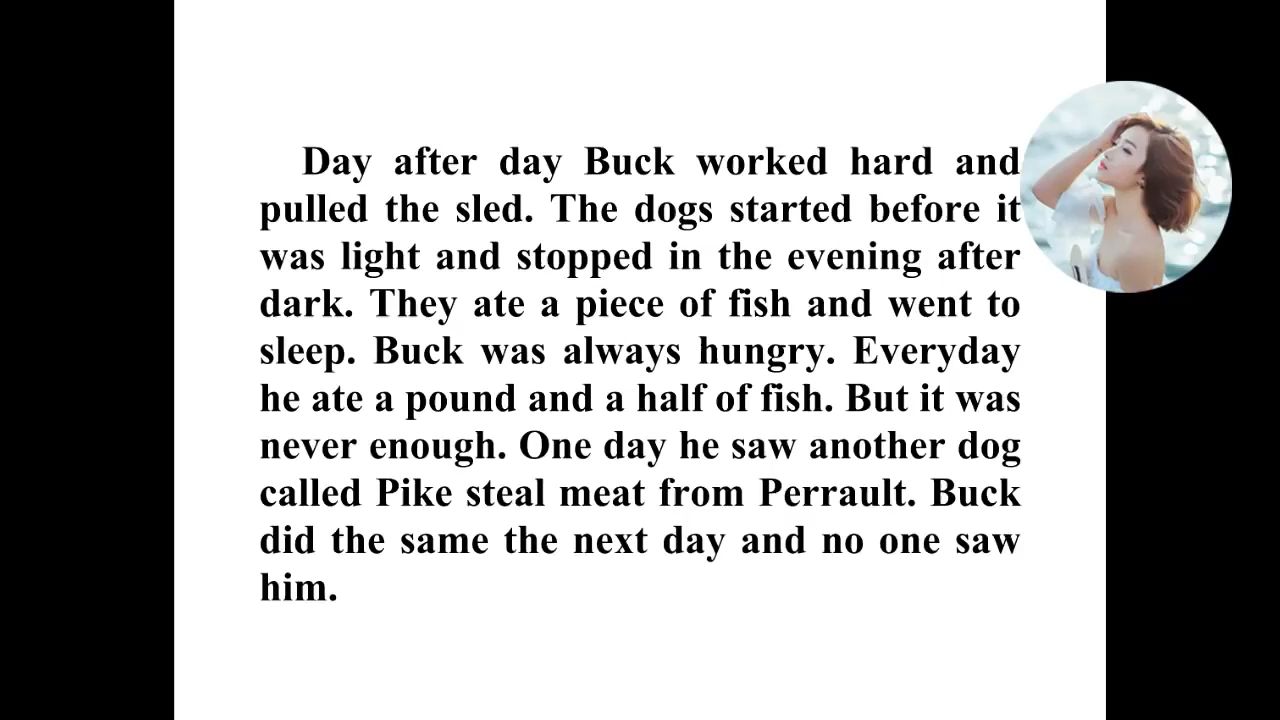 Day after day Buck worked hard and
pulled the sled. The dogs started before it
was light and stopped in the evening after
dark. They ate a piece of fish and went to
sleep. Buck was always hungry. Everyday
he ate a pound and a half of fish. But it was
never enough. One day he saw another dog
called Pike steal meat from Perrault. Buck
did the same the next day and no one saw
him.